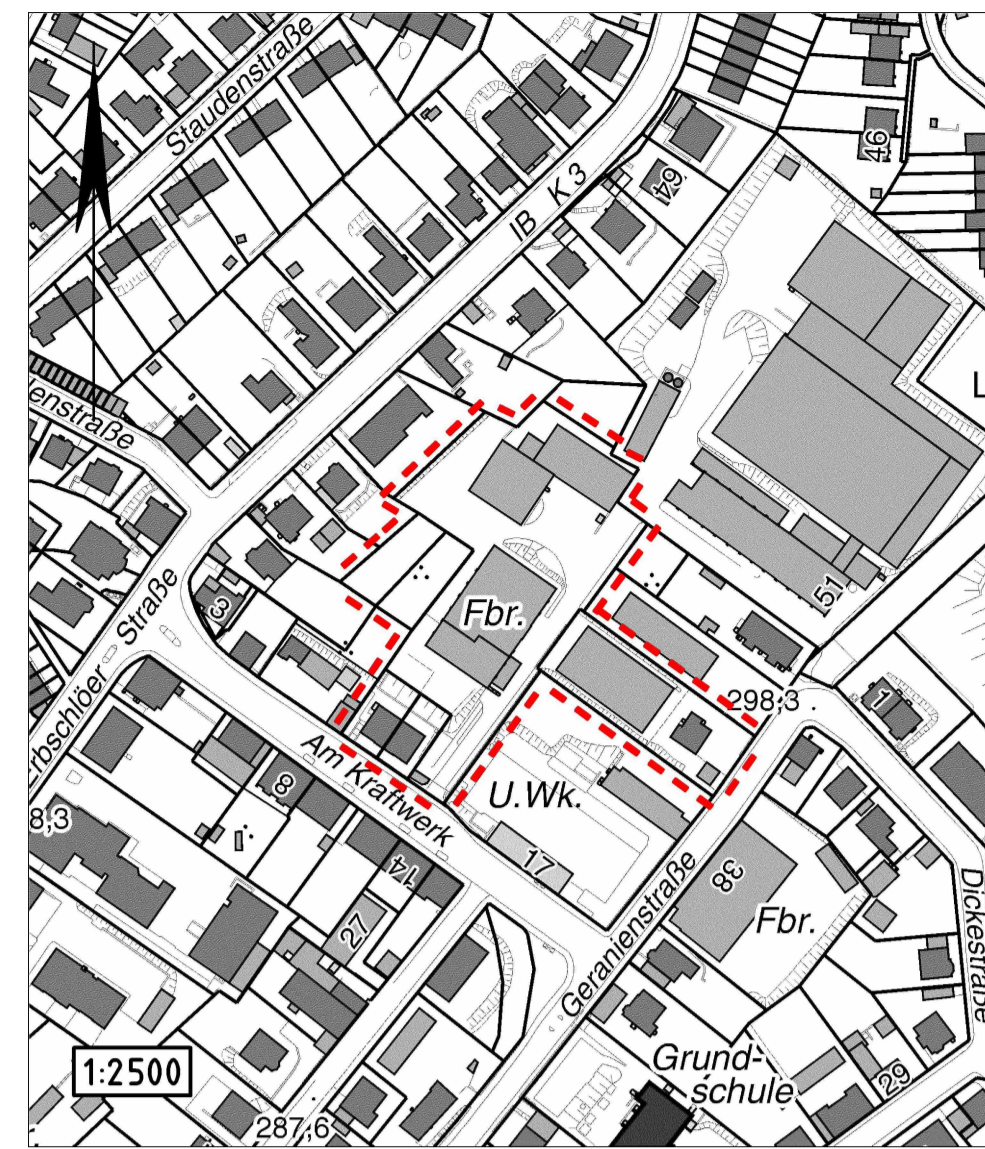 Staudenstraße
IB K 3
64
46
enstraße
L
3
Erbschlöer Straße
Fbr.
51
298,3
1
Am Kraftwerk
U.Wk.
8
8,3
17
14
38
27
Fbr.
Geranienstraße
Dickestraße
1:2500
Grund-
schule
29
287,6